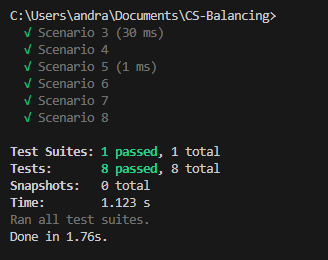 C:\Users\andra\Documents\CS-Balancing>
√ Scenario 3 (30 ms)
√ Scenario 4
√ Scenario 5 (1 ms)
√ Scenario 6
√ Scenario 7
√ Scenario 8
Test Suites: 1 passed, 1 total
Tests:       8 passed, 8 total
Snapshots:   0 total
Time:        1.123 s
Ran all test suites.
Done in 1.76s.